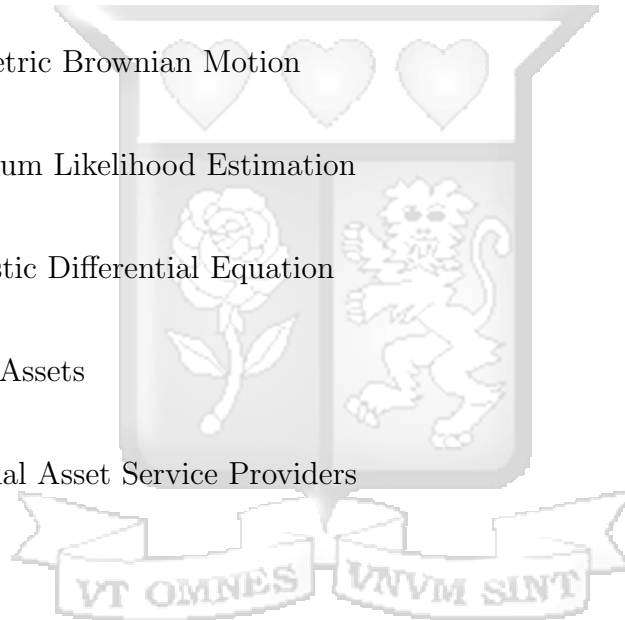 etric Brownian Motion
um Likelihood Estimation
stic Differential Equation
Assets
al Asset Service Providers
VT OMNES VNVM SINT